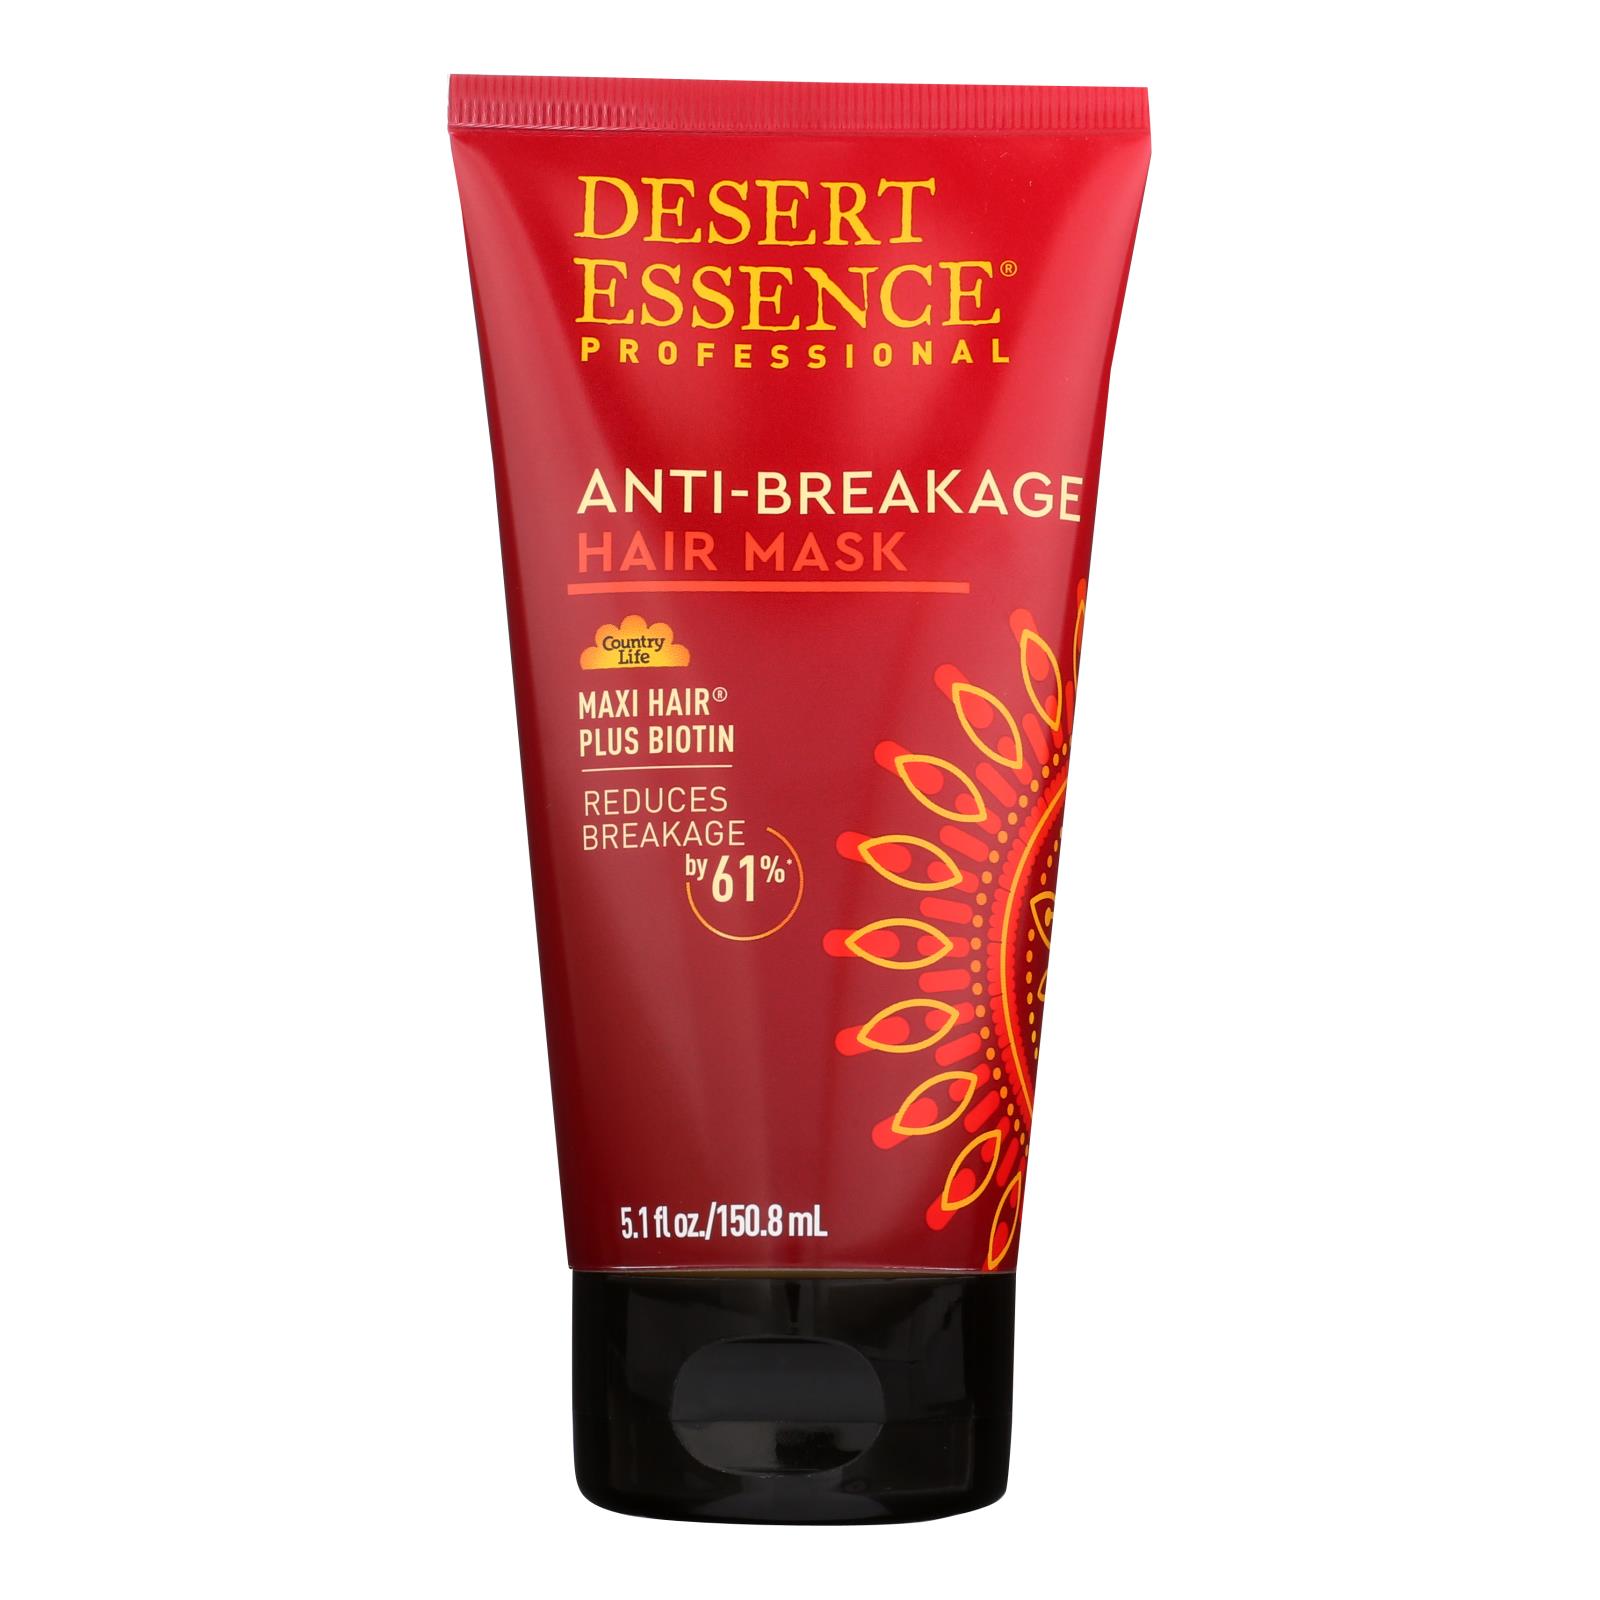 DESERT
ESSENCE®
PROFESSIONAL
ANTI-BREAKAGE
HAIR MASK
Country
Life
MAXI HAIR®
PLUS BIOTIN
REDUCES
BREAKAGE
by 61%*
5.1 fl oz./150.8 mL